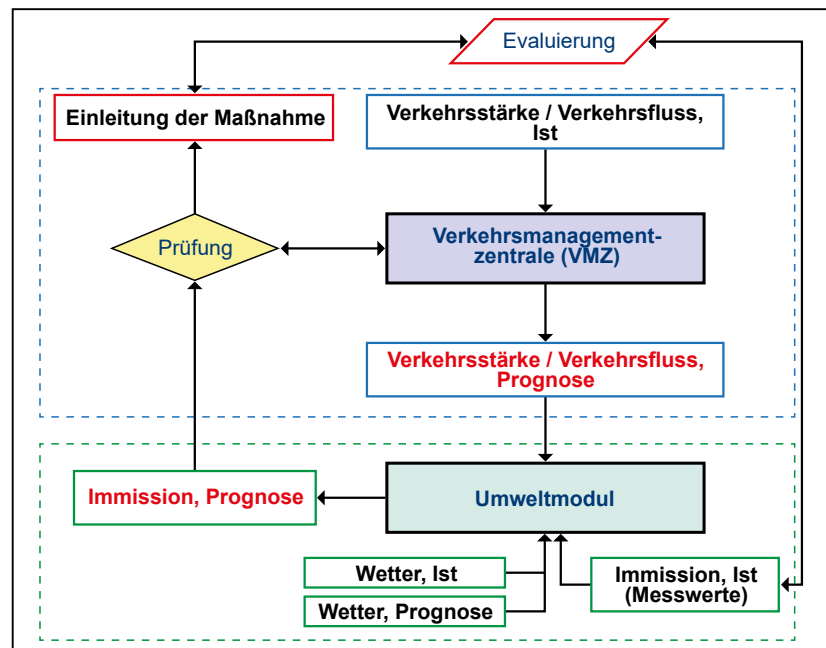 Evaluierung
Einleitung der Maßnahme
Verkehrsstärke / Verkehrsfluss,
Ist
Prüfung
Verkehrsmanagement-
zentrale (VMZ)
Verkehrsstärke / Verkehrsfluss,
Prognose
Immission, Prognose
Umweltmodul
Wetter, Ist
Wetter, Prognose
Immission, Ist
(Messwerte)